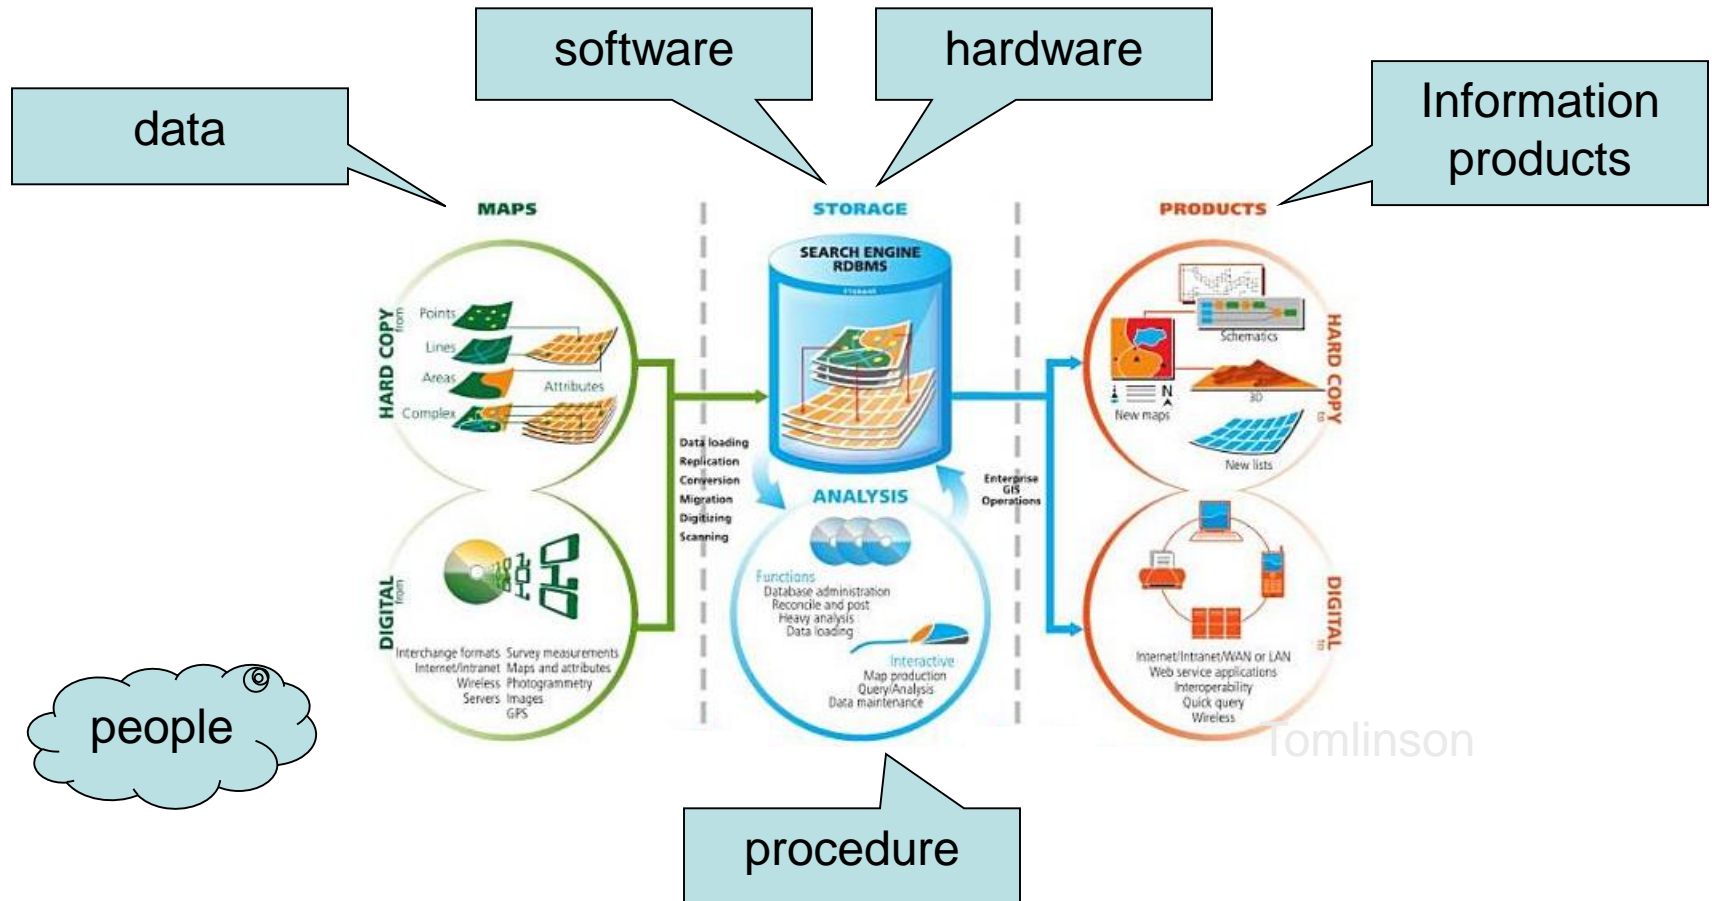 software
hardware
data
Information
products
MAPS
STORAGE
PRODUCTS
HARD COPY
from
Points
Lines
Areas
Attributes
Complex
SEARCH ENGINE
RDBMS
STORAGE
Schematics
N
New maps
3D
New lists
HARD COPY
to
Data loading
Replication
Conversion
Migration
Digitizing
Scanning
Enterprise
GIS
Operations
ANALYSIS
Functions
Database administration
Reconcile and post
Heavy analysis
Data loading
Interactive
Map production
Query/Analysis
Data maintenance
DIGITAL
from
Interchange formats Survey measurements
Internet/Intranet Maps and attributes
Wireless Photogrammetry
Servers Images
GPS
DIGITAL
to
Internet/Intranet/WAN or LAN
Web service applications
Interoperability
Quick query
Wireless
Tomlinson
people
procedure